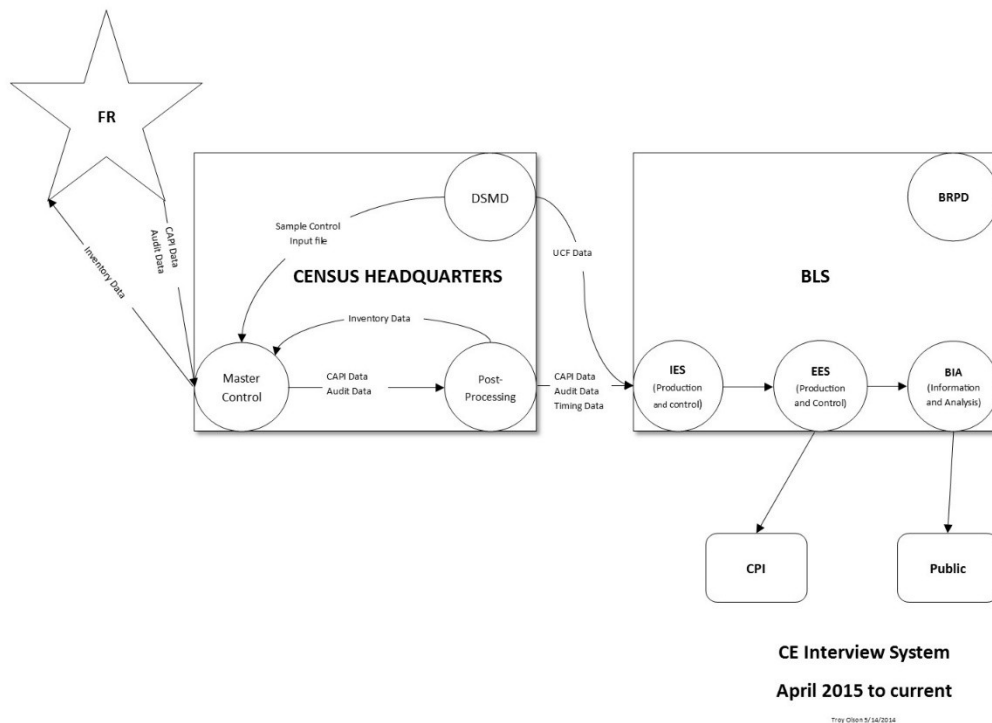 FR
CAPI Data
Audit Data
Inventory Data
DSMD
Sample Control
Input file
CENSUS HEADQUARTERS
Inventory Data
Master
Control
CAPI Data
Audit Data
Post-
Processing
UCF Data
CAPI Data
Audit Data
Timing Data
BRPD
BLS
IES
(Production
and control)
EES
(Production
and Control)
BIA
(Information
and Analysis)
CPI
Public
CE Interview System
April 2015 to current
Troy Olson 5/14/2014